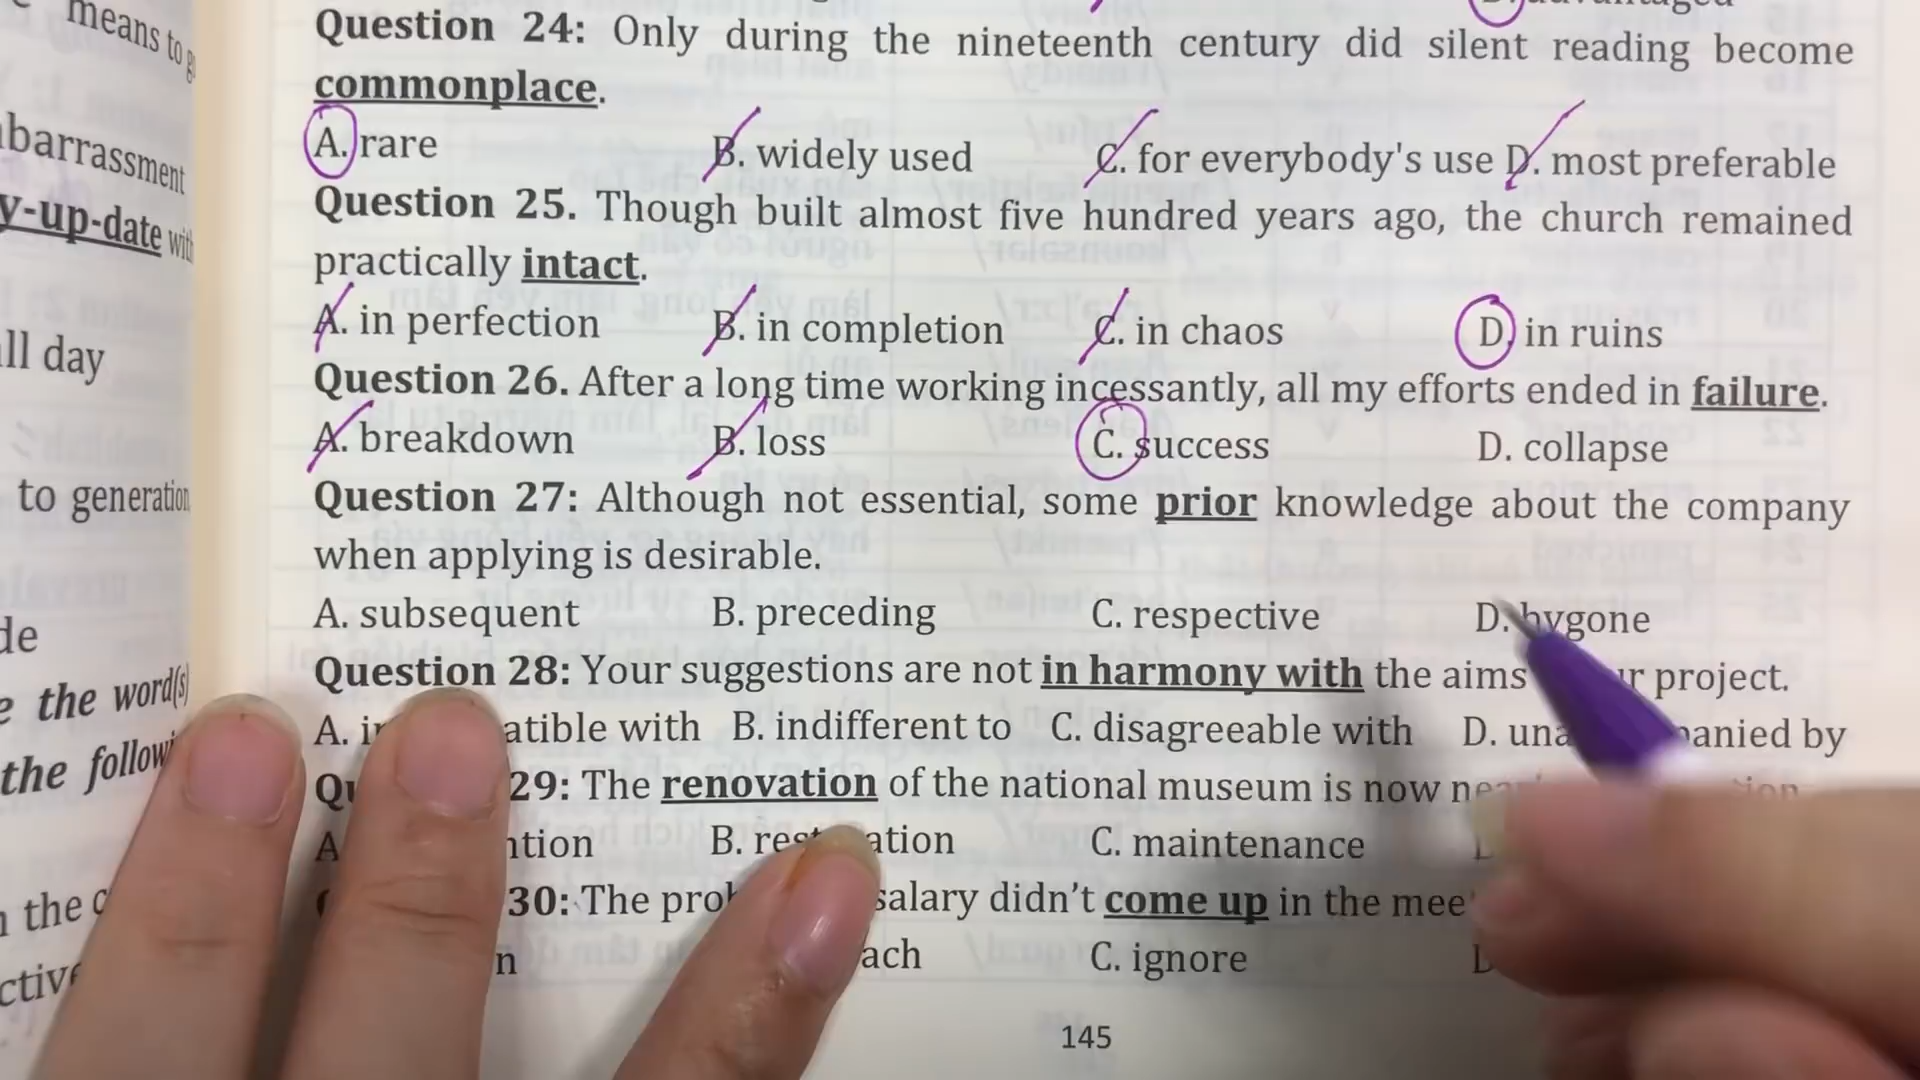 means to
barrassment
y-up-date with
ll day
to generation
de
the word(s)
the
Question 24: Only during the nineteenth century did silent reading become
commonplace.
A. rare B. widely used C. for everybody's use D. most preferable
Question 25. Though built almost five hundred years ago, the church remained
practically intact.
A. in perfection B. in completion C. in chaos D. in ruins
Question 26. After a long time working incessantly, all my efforts ended in failure.
A. breakdown B. loss C. success D. collapse
Question 27: Although not essential, some prior knowledge about the company
when applying is desirable.
A. subsequent B. preceding C. respective D. bygone
Question 28: Your suggestions are not in harmony with the aims project.
A. atible with B. indifferent to C. disagreeable with D. una panied by
29: The renovation of the national museum is now
A ntion B. ation C. maintenance
30: The salary didn't come up in the mee
n ach C. ignore
145